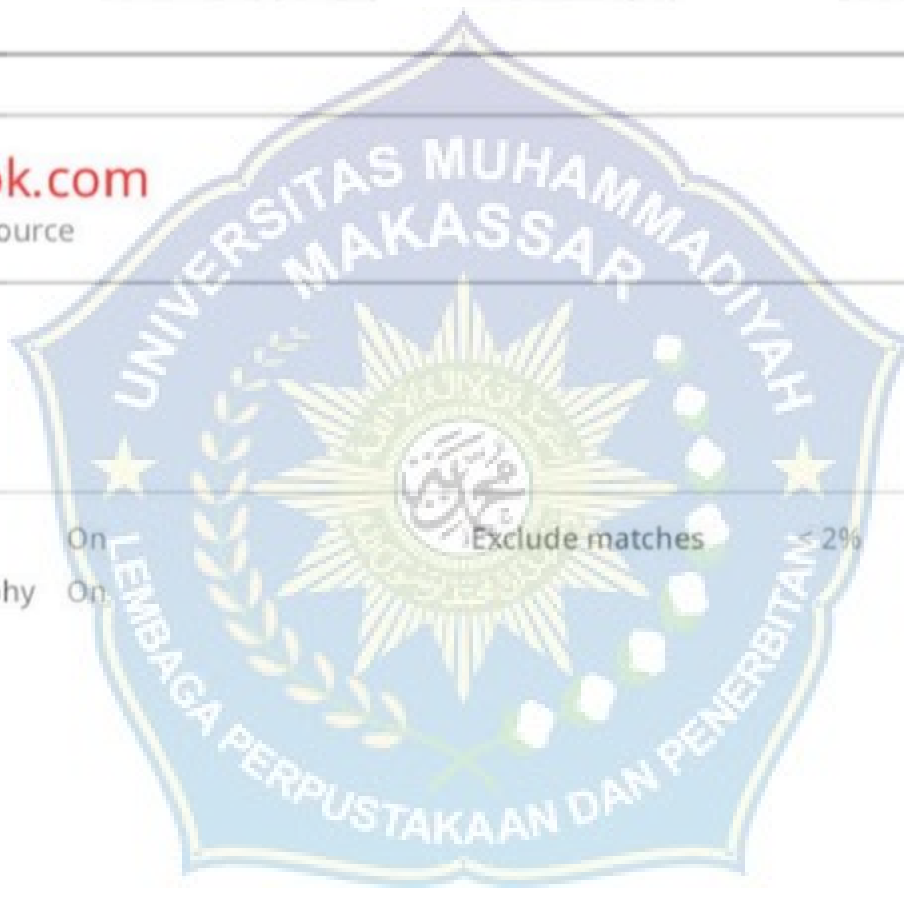 ok.com
ource
UNIVERSITAS MUHAMMADIYAH
MAKASSAR
On Exclude matches < 2%
hy On
LEMBAGA PERPUSTAKAAN DAN PENERBITAN